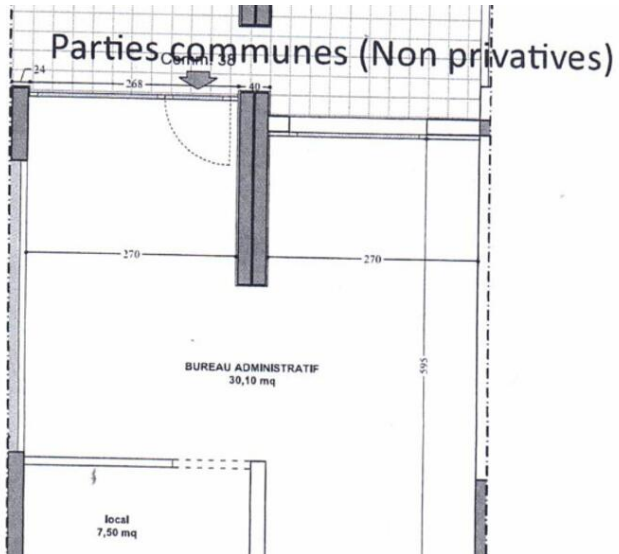 Parties communes (Non privatives)
Comm. 38
24
268
40
270
270
BUREAU ADMINISTRATIF
30,10 mq
595
local
7,50 mq